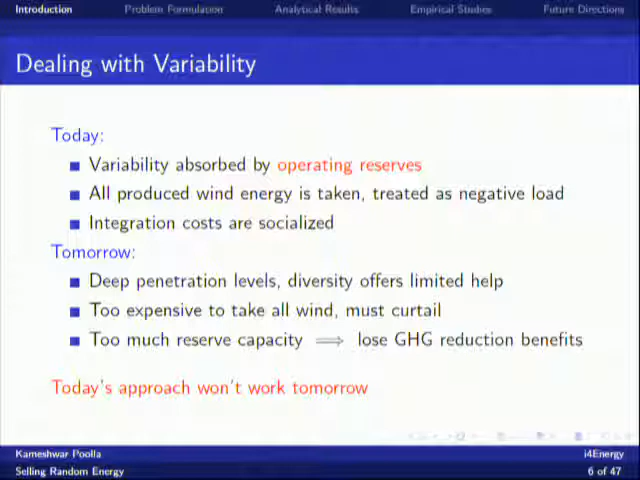 Introduction Problem Formulation Analytical Results Empirical Studies Future Directions
Dealing with Variability
Today:
Variability absorbed by operating reserves
All produced wind energy is taken, treated as negative load
Integration costs are socialized
Tomorrow:
Deep penetration levels, diversity offers limited help
Too expensive to take all wind, must curtail
Too much reserve capacity ⟹ lose GHG reduction benefits
Today's approach won't work tomorrow
Kameshwar Poolla i4Energy
Selling Random Energy 6 of 47